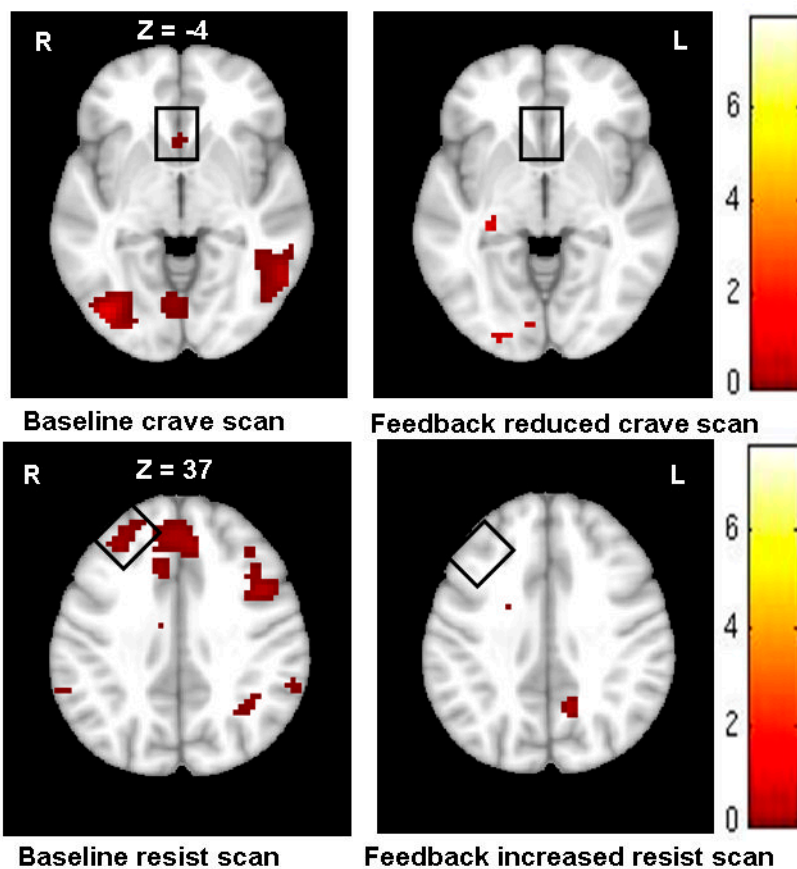 R
Z = -4
L
6
4
2
0
Baseline crave scan
Feedback reduced crave scan
R
Z = 37
L
6
4
2
0
Baseline resist scan
Feedback increased resist scan